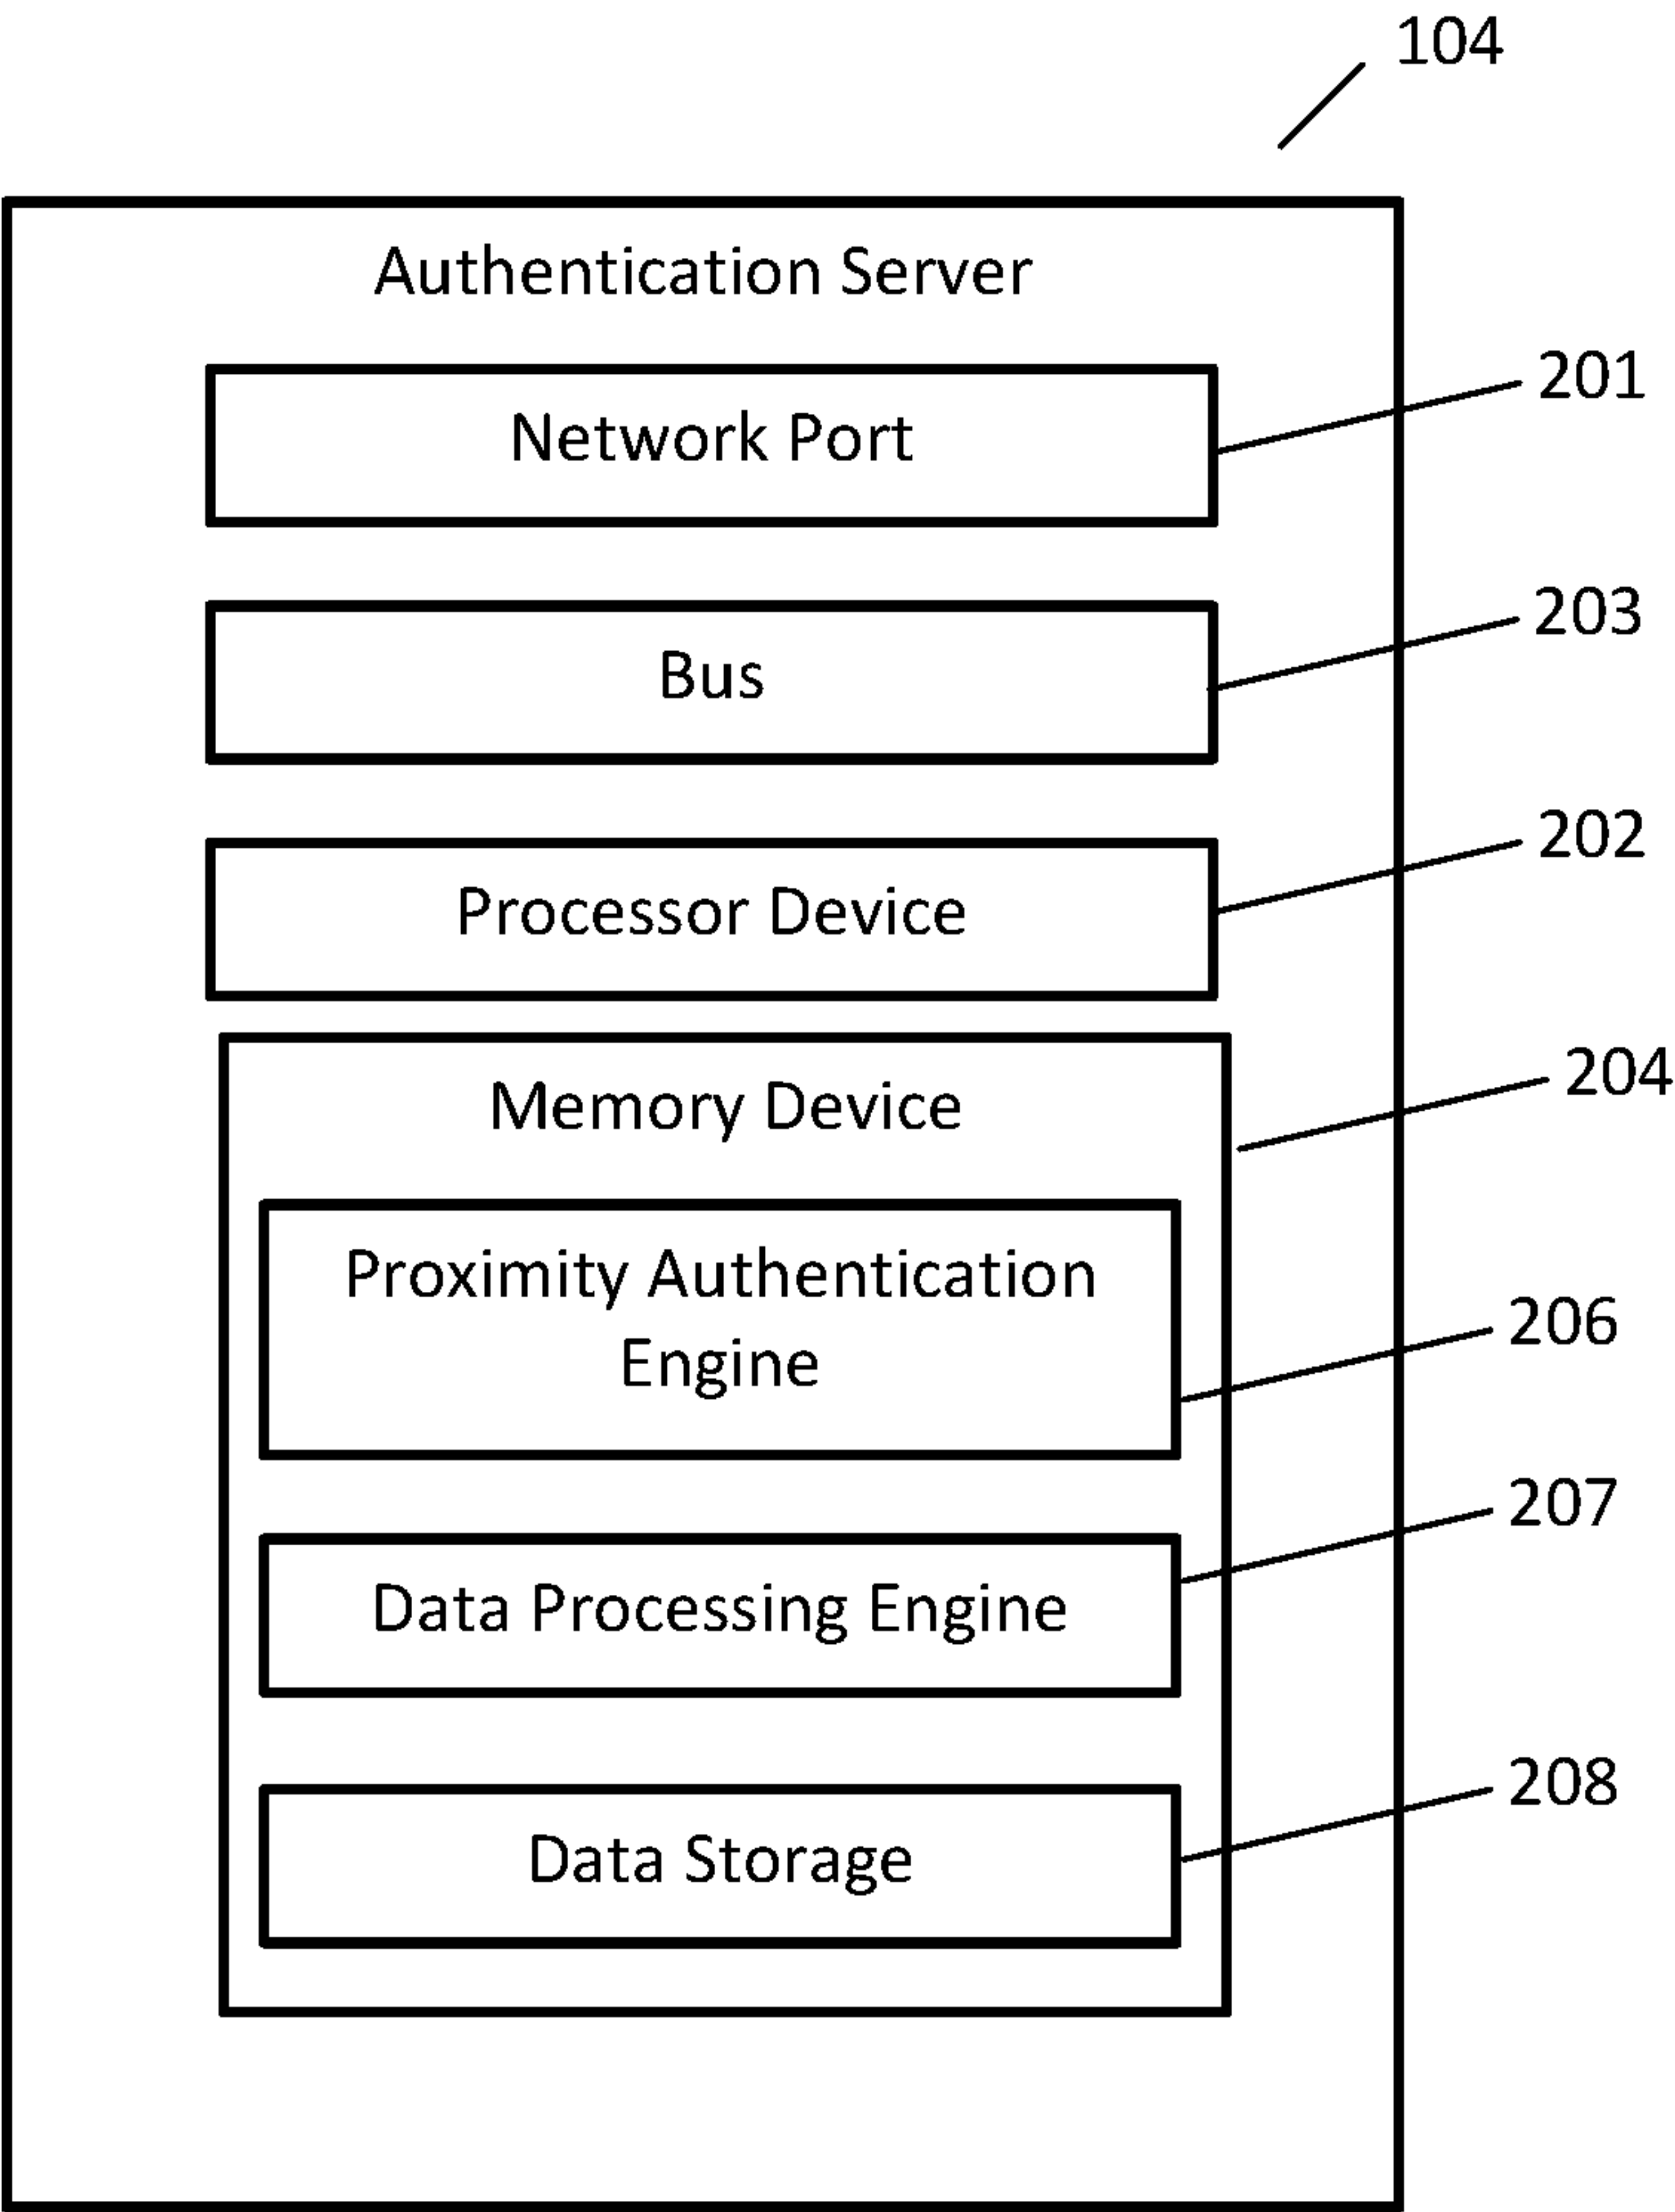 104
Authentication Server
201
Network Port
203
Bus
202
Processor Device
204
Memory Device
Proximity Authentication
Engine
206
207
Data Processing Engine
208
Data Storage